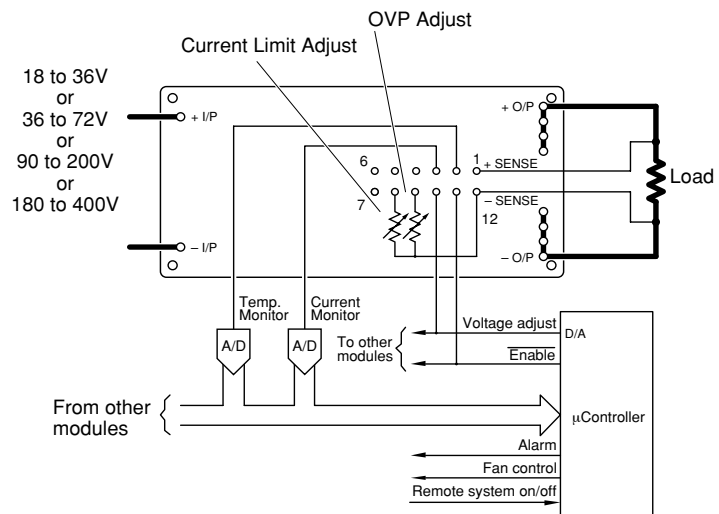 OVP Adjust
Current Limit Adjust
18 to 36V
or
36 to 72V
or
90 to 200V
or
180 to 400V
+ I/P
– I/P
+ O/P
6
1
+ SENSE
7
12
– SENSE
– O/P
Load
Temp.
Monitor
Current
Monitor
A/D
A/D
To other
modules
Voltage adjust
D/A
Enable
From other
modules
μController
Alarm
Fan control
Remote system on/off